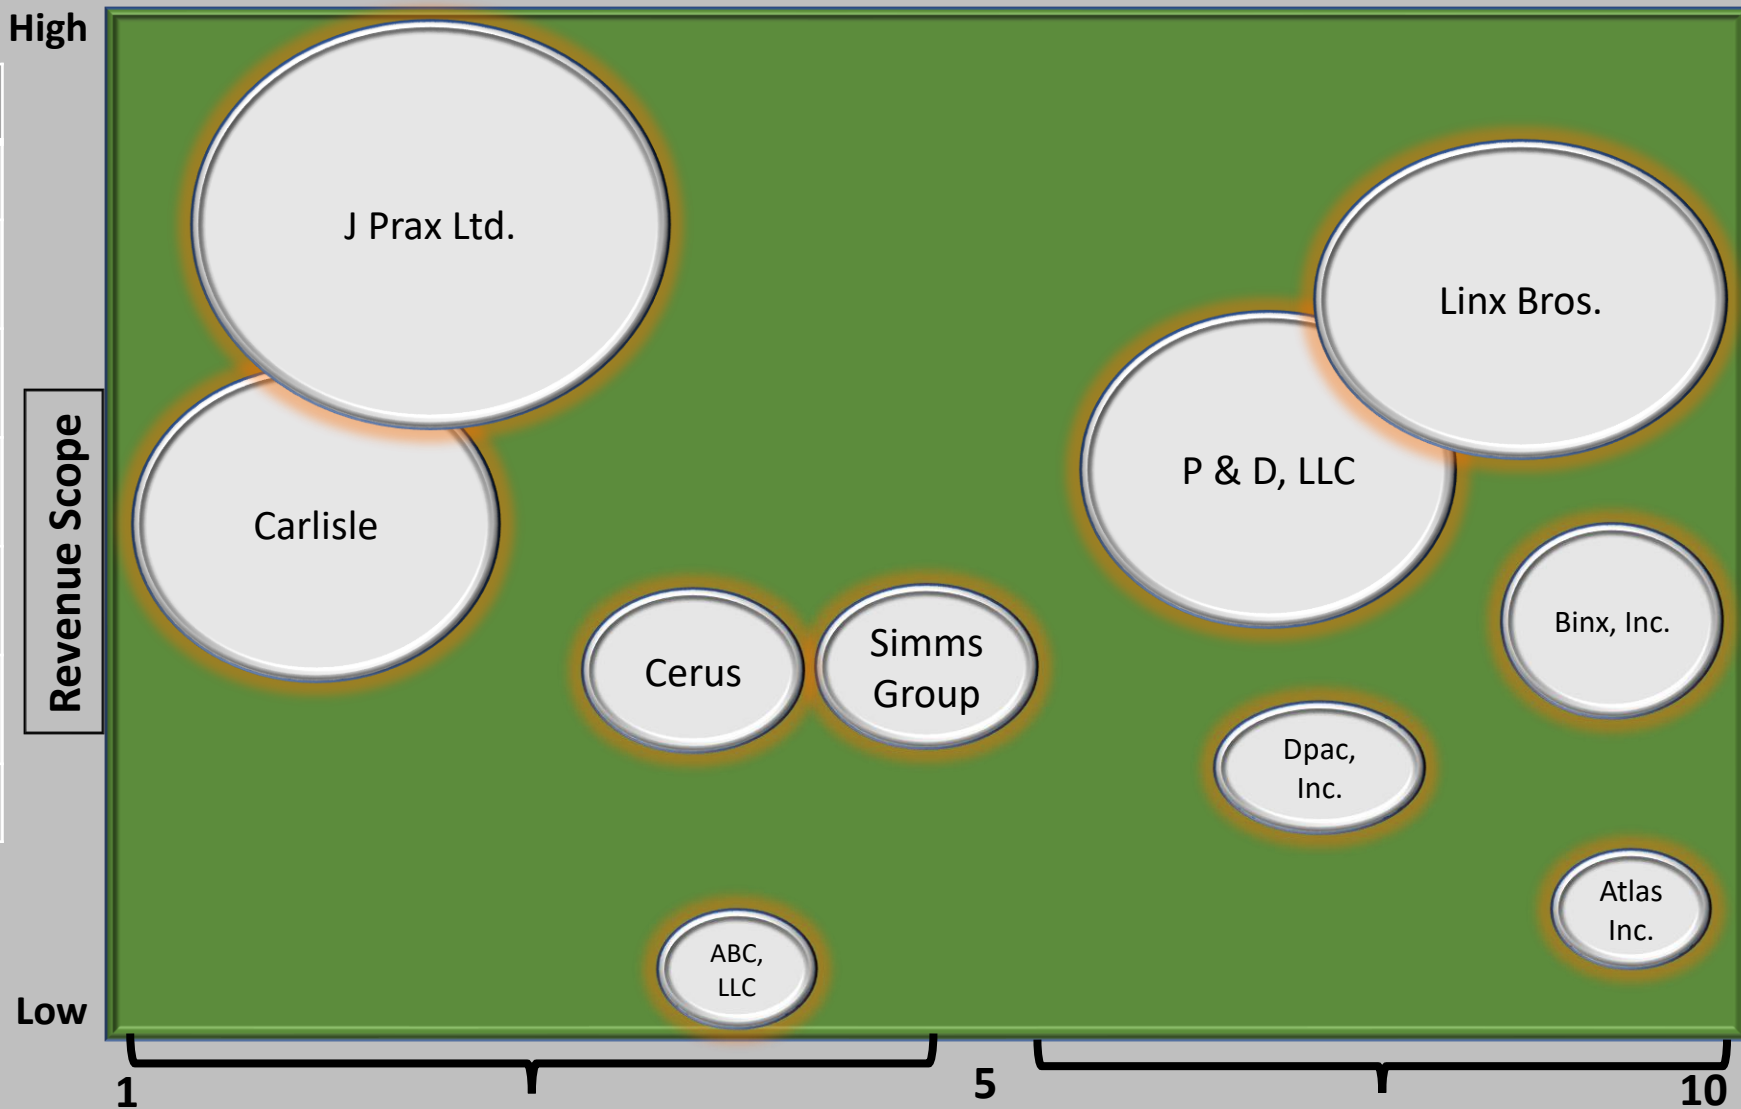 High
J Prax Ltd.
Linx Bros.
P & D, LLC
Carlisle
Revenue Scope
Binx, Inc.
Simms
Group
Cerus
Dpac,
Inc.
Atlas
Inc.
ABC,
LLC
Low
1
5
10